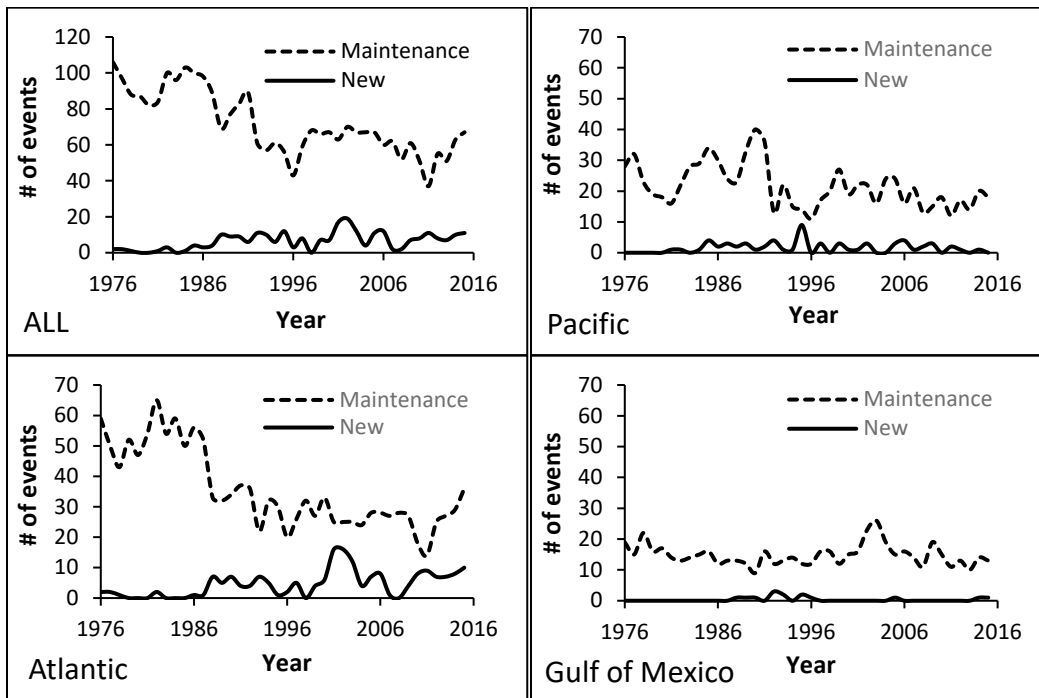 120
100
80
60
40
20
0
# of events
Maintenance
New
1976 1986 1996 2006 2016
Year
ALL
70
60
50
40
30
20
10
0
# of events
Maintenance
New
1976 1986 1996 2006 2016
Year
Pacific
70
60
50
40
30
20
10
0
# of events
Maintenance
New
1976 1986 1996 2006 2016
Year
Atlantic
70
60
50
40
30
20
10
0
# of events
Maintenance
New
1976 1986 1996 2006 2016
Year
Gulf of Mexico